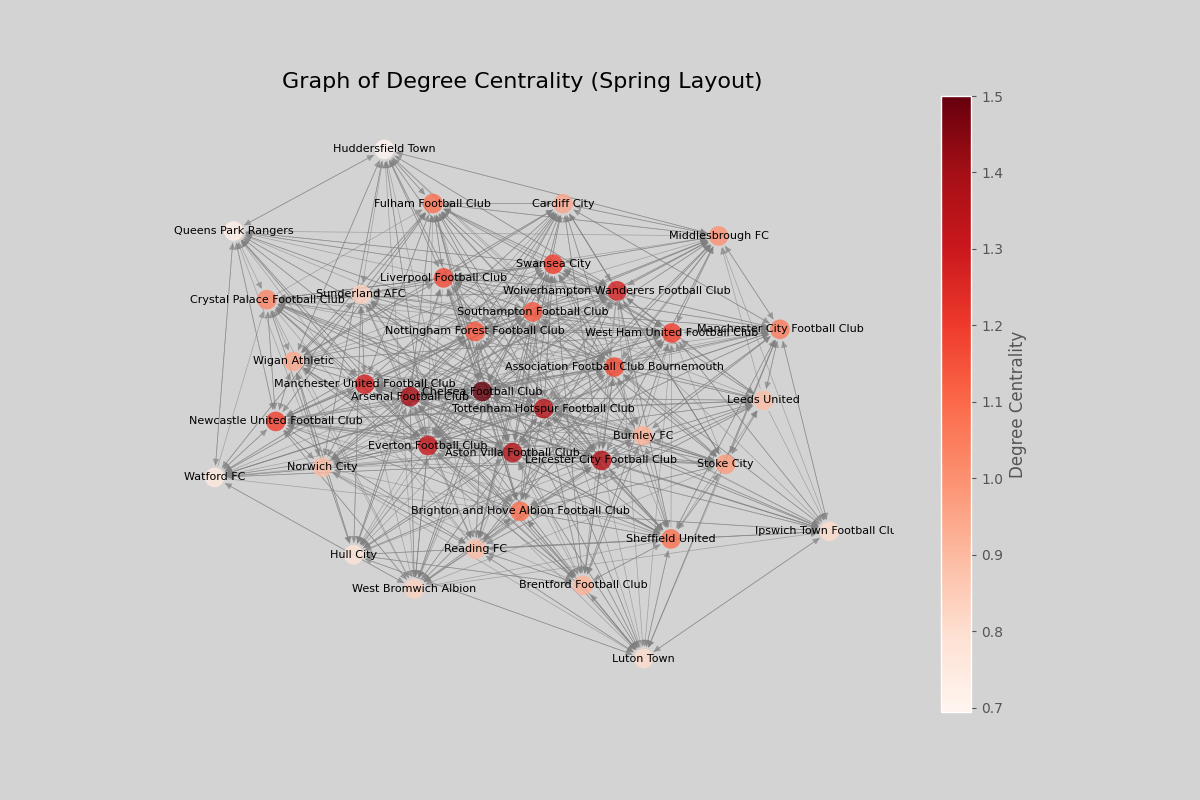 Graph of Degree Centrality (Spring Layout)
Huddersfield Town
Fulham Football Club
Cardiff City
Queens Park Rangers
Middlesbrough FC
Swansea City
Liverpool Football Club
Wolverhampton Wanderers Football Club
Sunderland AFC
Crystal Palace Football Club
Southampton Football Club
Nottingham Forest Football Club
West Ham United Football Club
Manchester City Football Club
Wigan Athletic
Association Football Club Bournemouth
Manchester United Football Club
Chelsea Football Club
Arsenal Football Club
Leeds United
Tottenham Hotspur Football Club
Newcastle United Football Club
Burnley FC
Everton Football Club
Aston Villa Football Club
Leicester City Football Club
Stoke City
Norwich City
Watford FC
Brighton and Hove Albion Football Club
Ipswich Town Football Clu
Sheffield United
Reading FC
Hull City
Brentford Football Club
West Bromwich Albion
Luton Town
1.5
1.4
1.3
1.2
1.1
1.0
0.9
0.8
0.7
Degree Centrality